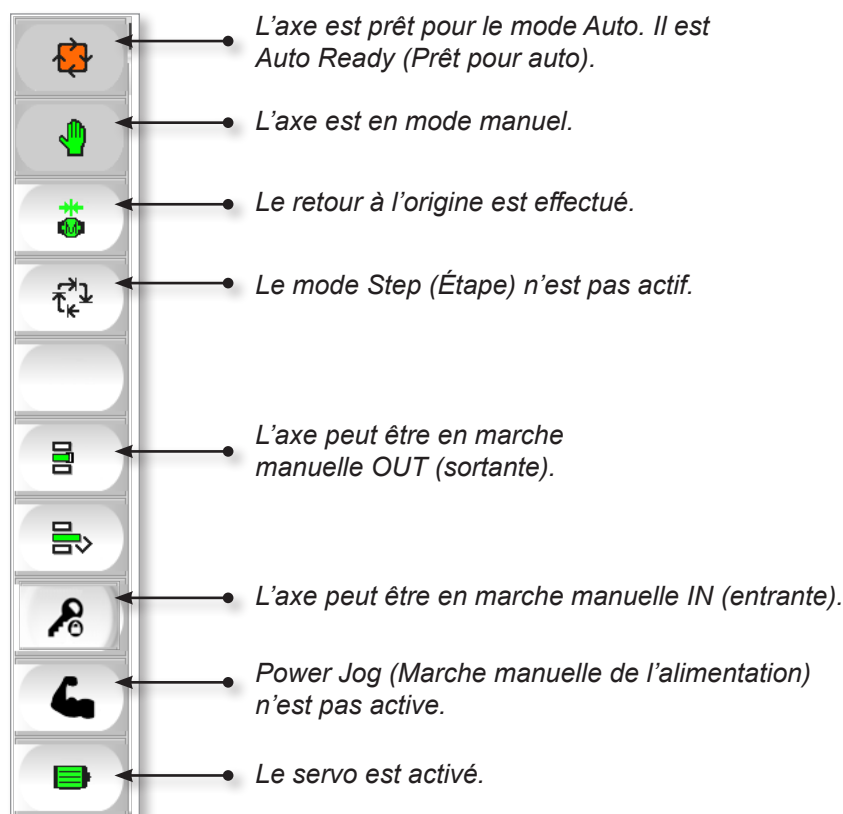 L’axe est prêt pour le mode Auto. Il est
Auto Ready (Prêt pour auto).
L’axe est en mode manuel.
Le retour à l’origine est effectué.
Le mode Step (Étape) n’est pas actif.
L’axe peut être en marche
manuelle OUT (sortante).
L’axe peut être en marche manuelle IN (entrante).
Power Jog (Marche manuelle de l’alimentation)
n’est pas active.
Le servo est activé.